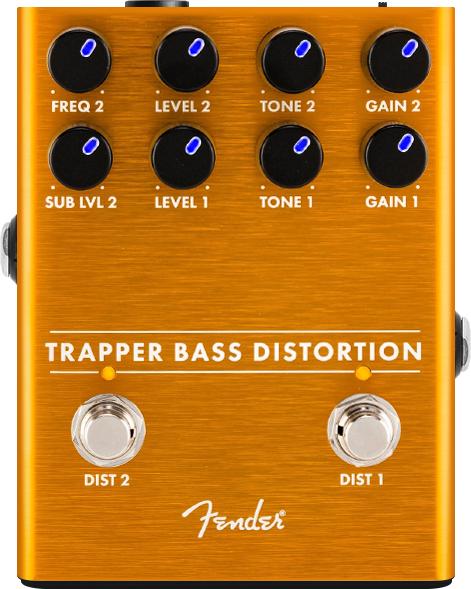 FREQ 2 LEVEL 2 TONE 2 GAIN 2
SUB LVL 2 LEVEL 1 TONE 1 GAIN 1
TRAPPER BASS DISTORTION
DIST 2 DIST 1
Fender